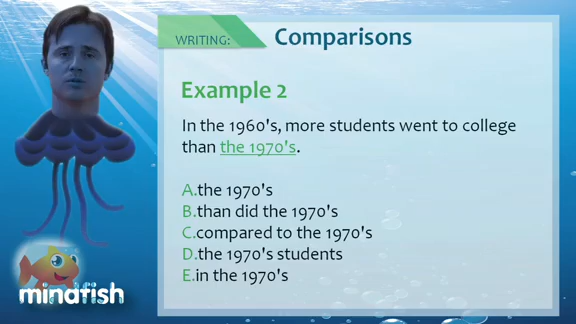 WRITING: Comparisons
Example 2
In the 1960's, more students went to college
than the 1970's.
A.the 1970's
B.than did the 1970's
C.compared to the 1970's
D.the 1970's students
E.in the 1970's
mindfish